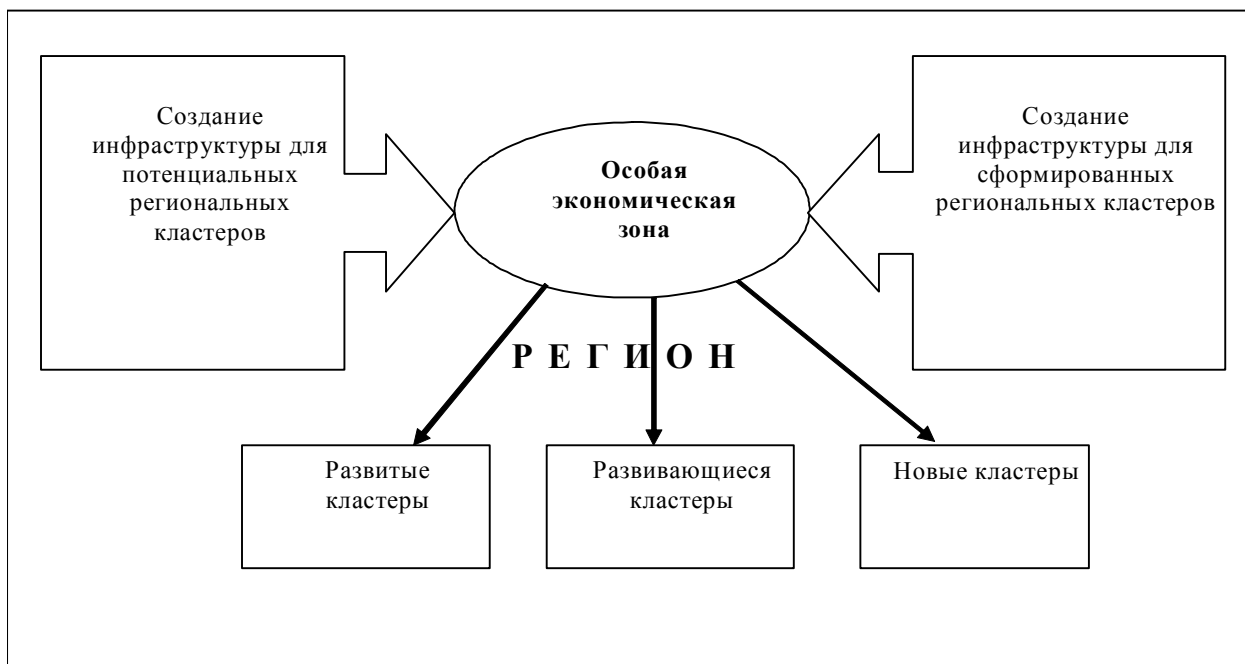 Создание
инфраструктуры для
потенциальных
региональных
кластеров
Особая
экономическая
зона
Создание
инфраструктуры для
сформированных
региональных кластеров
Р Е Г И О Н
Развитые
кластеры
Развивающиеся
кластеры
Новые кластеры